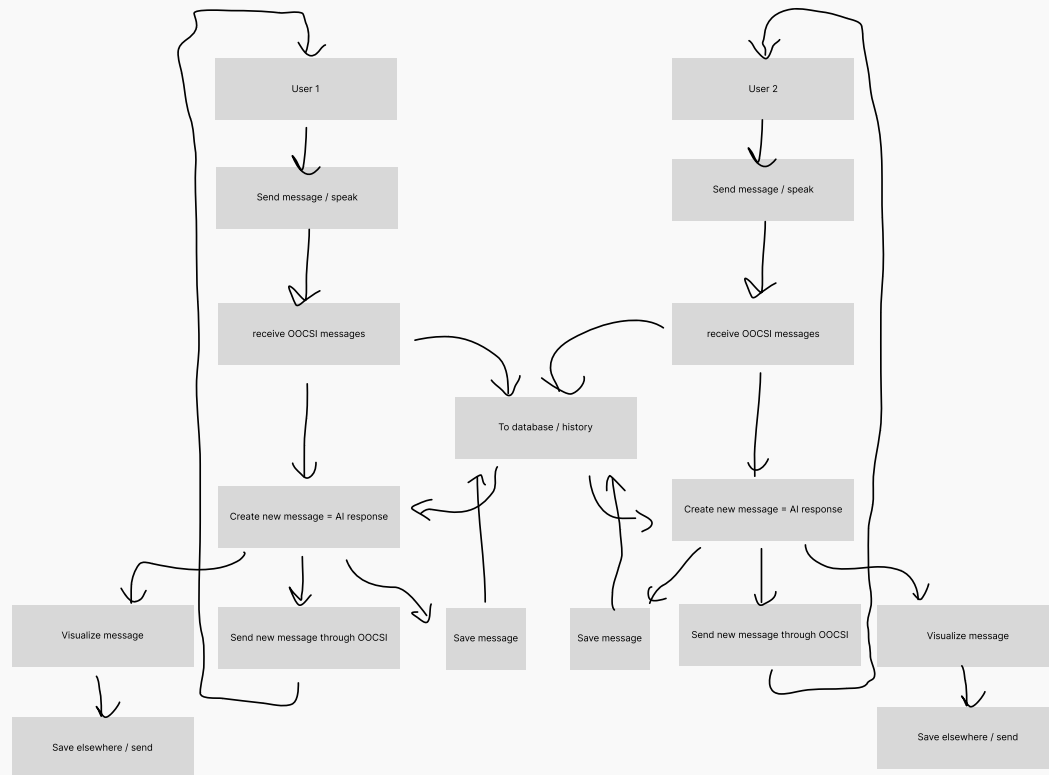 User 1
User 2
Send message / speak
Send message / speak
receive OOCSI messages
receive OOCSI messages
To database / history
Create new message = AI response
Create new message = AI response
Visualize message
Send new message through OOCSI
Save message
Save message
Send new message through OOCSI
Visualize message
Save elsewhere / send
Save elsewhere / send